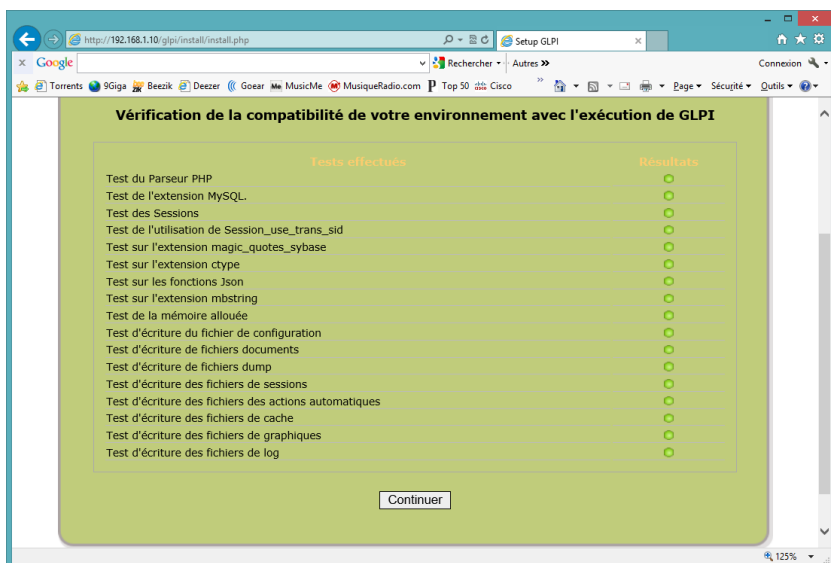 http://192.168.1.10/glpi/install/install.php
Setup GLPI
Google
Rechercher
Autres »
Connexion
Torrents 9Giga Beezik Deezer Goear MusicMe MusiqueRadio.com Top 50 Cisco » Page Sécurité Outils
Vérification de la compatibilité de votre environnement avec l'exécution de GLPI
Tests effectués Résultats
Test du Parseur PHP
Test de l'extension MySQL.
Test des Sessions
Test de l'utilisation de Session_use_trans_sid
Test sur l'extension magic_quotes_sybase
Test sur l'extension ctype
Test sur les fonctions Json
Test sur l'extension mbstring
Test de la mémoire allouée
Test d'écriture du fichier de configuration
Test d'écriture de fichiers documents
Test d'écriture de fichiers dump
Test d'écriture des fichiers de sessions
Test d'écriture des fichiers des actions automatiques
Test d'écriture des fichiers de cache
Test d'écriture des fichiers de graphiques
Test d'écriture des fichiers de log
Continuer
125%